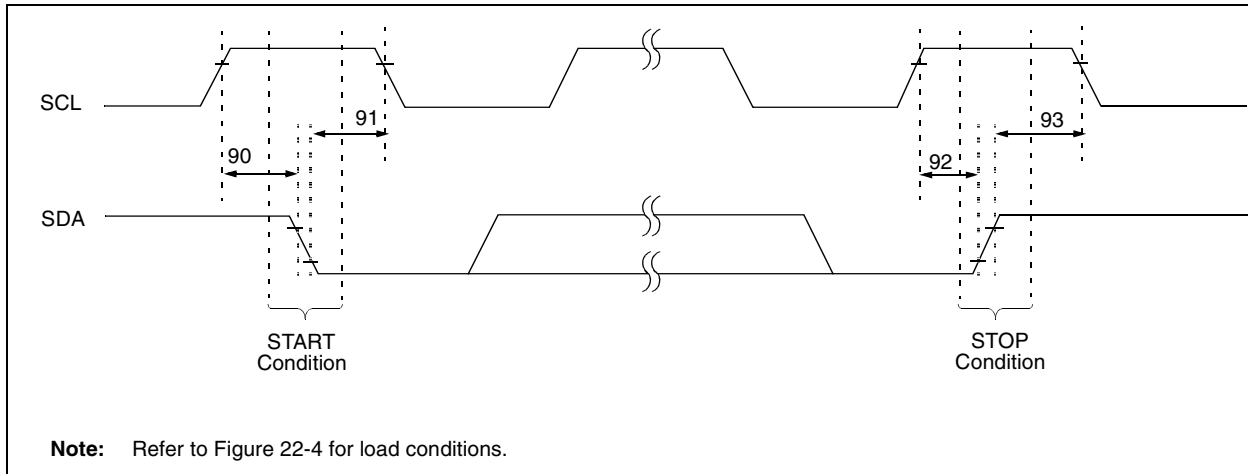 SCL
91
93
90
92
SDA
START
Condition
STOP
Condition
Note: Refer to Figure 22-4 for load conditions.